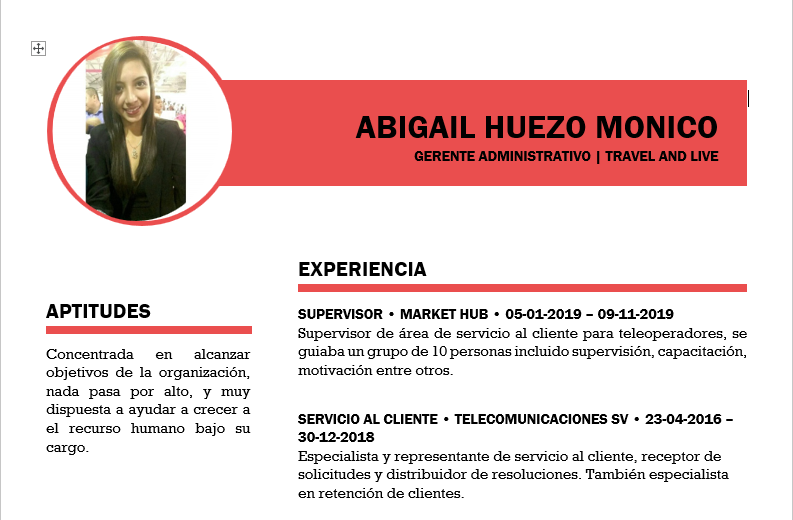 ABIGAIL HUEZO MONICO
GERENTE ADMINISTRATIVO | TRAVEL AND LIVE
APTITUDES
Concentrada en alcanzar
objetivos de la organización,
nada pasa por alto, y muy
dispuesta a ayudar a crecer a
el recurso humano bajo su
cargo.
EXPERIENCIA
SUPERVISOR • MARKET HUB • 05-01-2019 – 09-11-2019
Supervisor de área de servicio al cliente para teleoperadores, se
guiaba un grupo de 10 personas incluido supervisión, capacitación,
motivación entre otros.
SERVICIO AL CLIENTE • TELECOMUNICACIONES SV • 23-04-2016 –
30-12-2018
Especialista y representante de servicio al cliente, receptor de
solicitudes y distribuidor de resoluciones. También especialista
en retención de clientes.